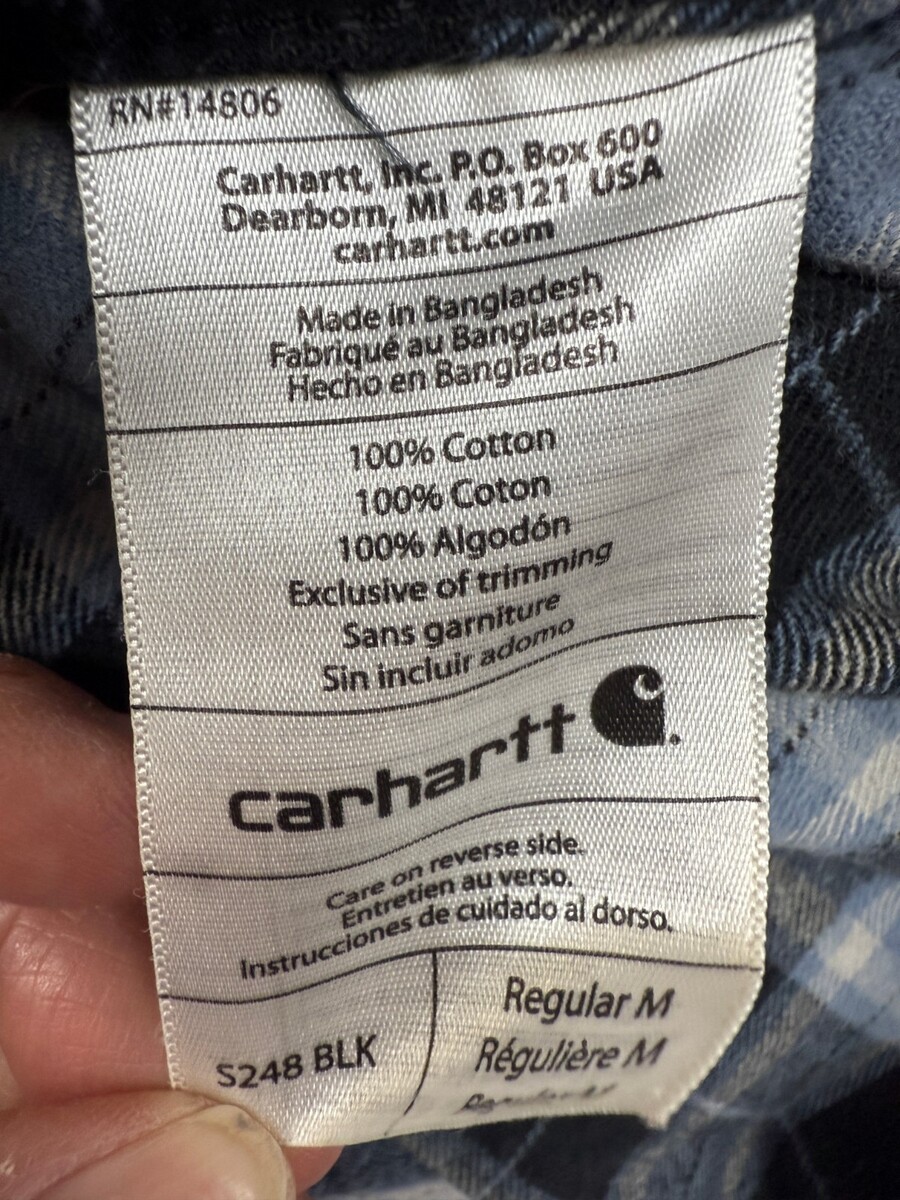 RN#14806
Carhartt, Inc. P.O. Box 600
Dearborn, MI 48121 USA
carhartt.com
Made in Bangladesh
Fabriqué au Bangladesh
Hecho en Bangladesh
100% Cotton
100% Coton
100% Algodón
Exclusive of trimming
Sans garniture
Sin incluir adorno
carhartt
Care on reverse side.
Entretien au verso.
Instrucciones de cuidado al dorso.
S248 BLK
Regular M
Régulière M